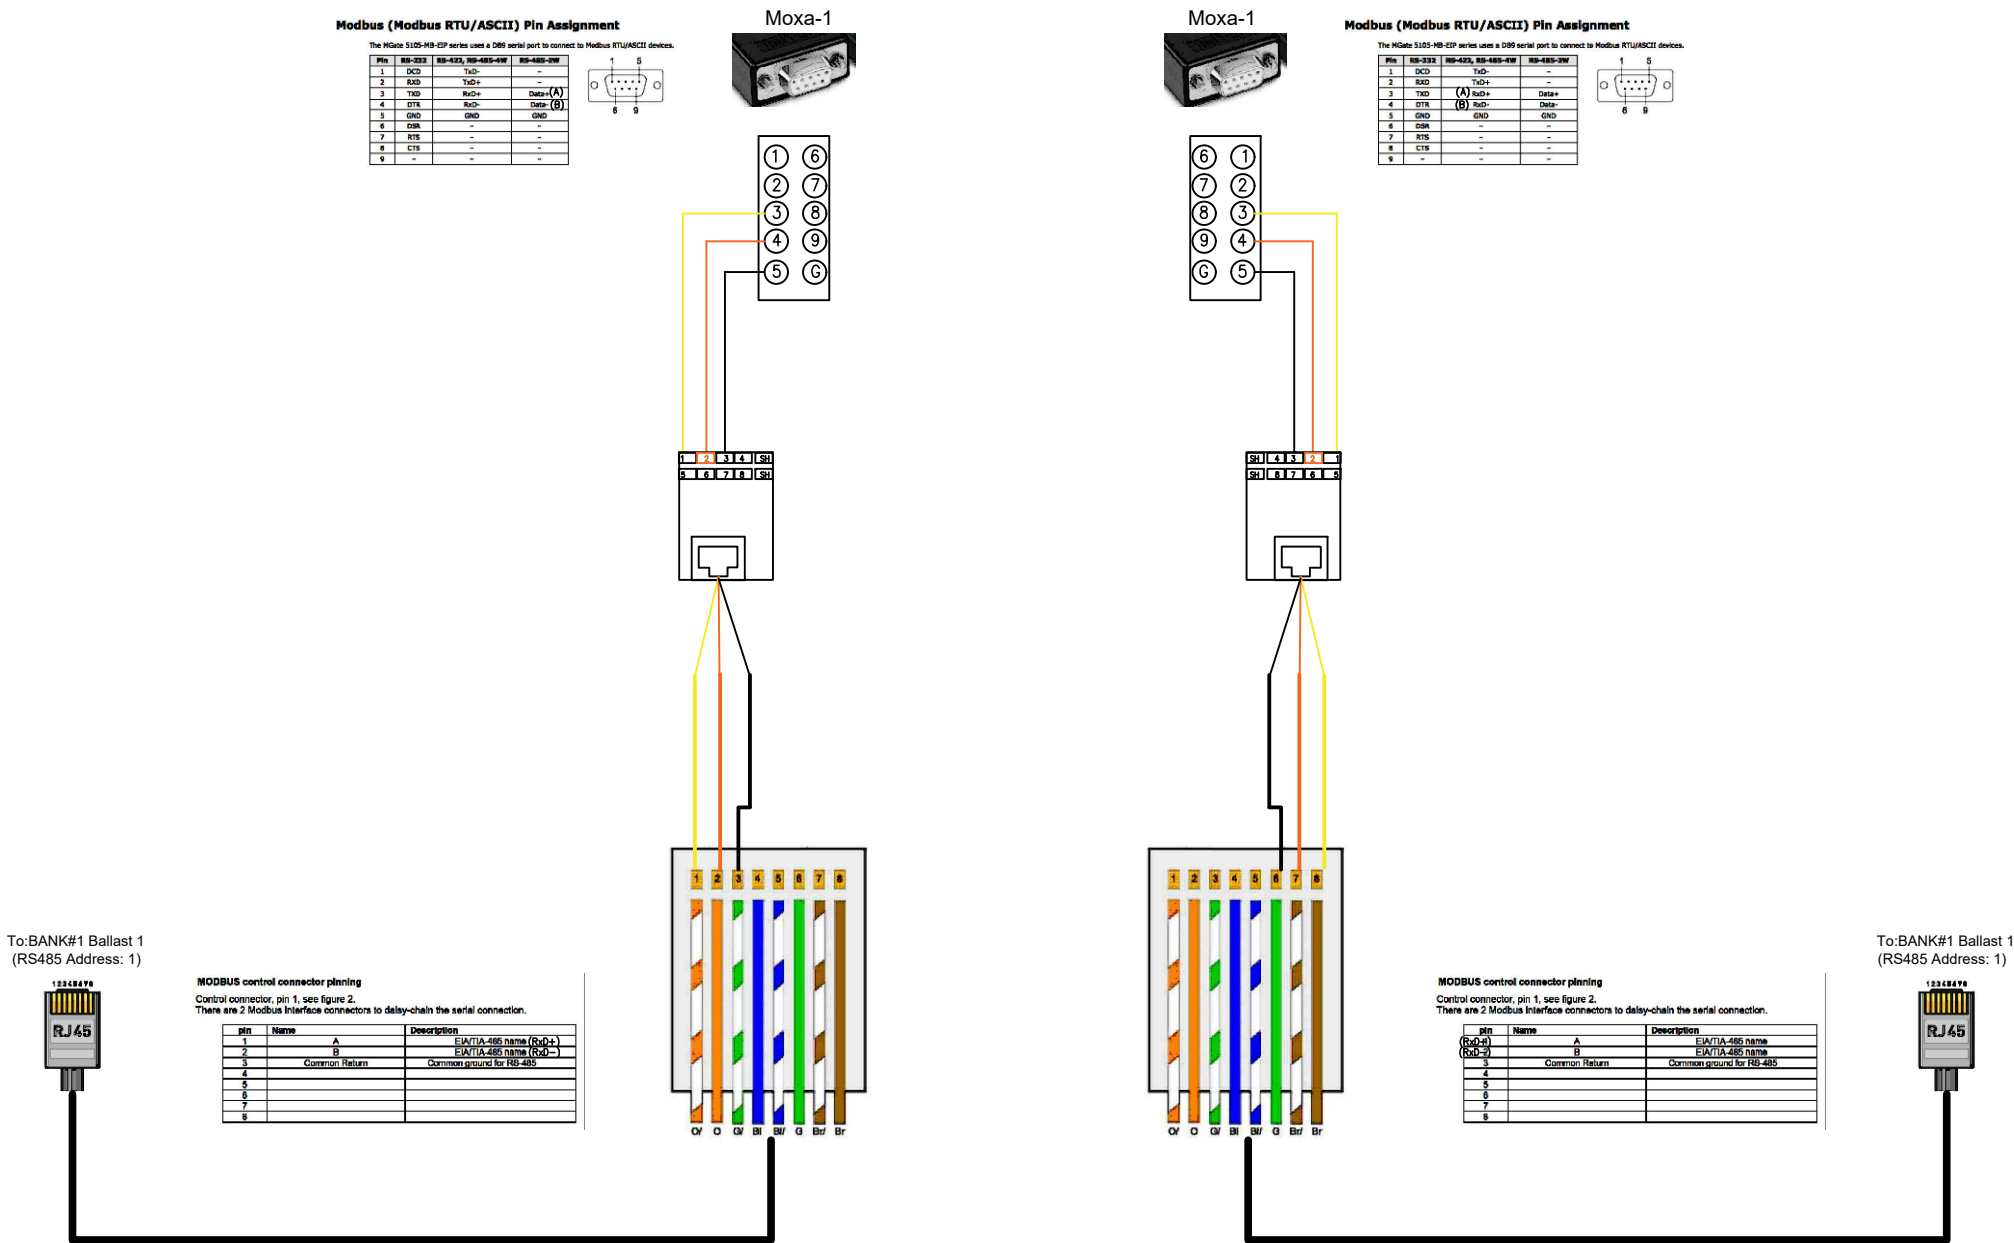 Moxa-1
Modbus (Modbus RTU/ASCII) Pin Assignment
The MGate 5105-MB-EIP series uses a DB9 serial port to connect to Modbus RTU/ASCII devices.
Pin RS-232 RS-422, RS-485-4W RS-485-2W
1 DCD TxD- -
2 RXD TxD+ -
3 TXD RxD+ Data+(A)
4 DTR RxD- Data-(B)
5 GND GND GND
6 DSR - -
7 RTS - -
8 CTS - -
9 - - -
1 5
6 9
1 6
2 7
3 8
4 9
5 G
1 2 3 4 SH
5 6 7 8 SH
1 2 3 4 5 6 7 8
O/ O G/ Bl Bl/ G Br/ Br
To:BANK#1 Ballast 1
(RS485 Address: 1)
12345678
RJ45
MODBUS control connector pinning
Control connector, pin 1, see figure 2.
There are 2 Modbus interface connectors to daisy-chain the serial connection.
pin Name Description
1 A EIA/TIA-485 name (RxD+)
2 B EIA/TIA-485 name (RxD-)
3 Common Return Common ground for RS-485
4
5
6
7
8
Moxa-1
Modbus (Modbus RTU/ASCII) Pin Assignment
The MGate 5105-MB-EIP series uses a DB9 serial port to connect to Modbus RTU/ASCII devices.
Pin RS-232 RS-422, RS-485-4W RS-485-2W
1 DCD TxD- -
2 RXD TxD+ -
3 TXD (A) RxD+ Data+
4 DTR (B) RxD- Data-
5 GND GND GND
6 DSR - -
7 RTS - -
8 CTS - -
9 - - -
1 5
6 9
6 1
7 2
8 3
9 4
G 5
SH 4 3 2 1
SH 8 7 6 5
1 2 3 4 5 6 7 8
O/ O G/ Bl Bl/ G Br/ Br
To:BANK#1 Ballast 1
(RS485 Address: 1)
12345678
RJ45
MODBUS control connector pinning
Control connector, pin 1, see figure 2.
There are 2 Modbus interface connectors to daisy-chain the serial connection.
pin Name Description
(RxD+) A EIA/TIA-485 name
(RxD-) B EIA/TIA-485 name
3 Common Return Common ground for RS-485
4
5
6
7
8